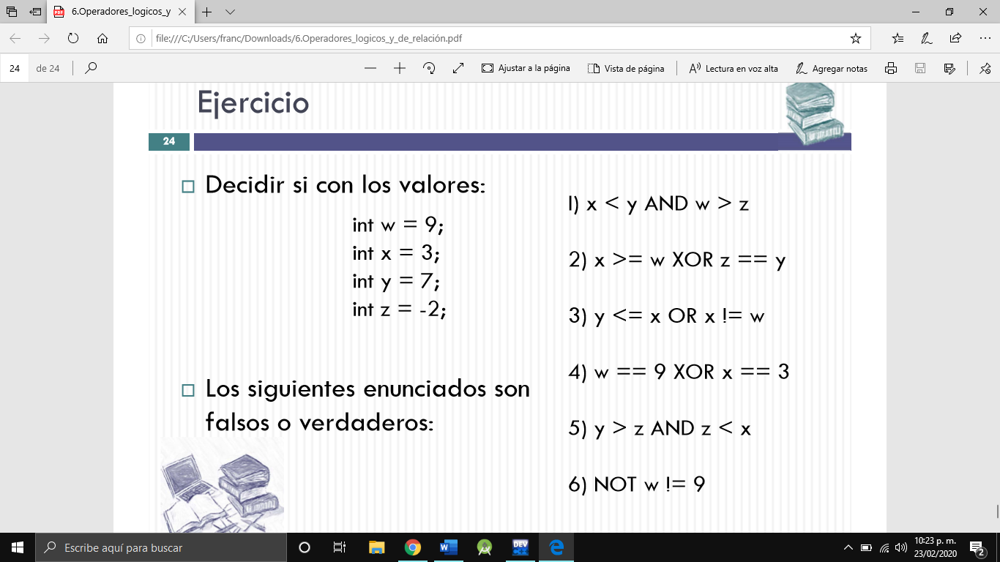 6.Operadores_logicos_y
file:///C:/Users/franc/Downloads/6.Operadores_logicos_y_de_relación.pdf
24 de 24
Ajustar a la página
Vista de página
Lectura en voz alta
Agregar notas
Ejercicio
24
Decidir si con los valores:
int w = 9;
int x = 3;
int y = 7;
int z = -2;
Los siguientes enunciados son
falsos o verdaderos:
1) x < y AND w > z
2) x >= w XOR z == y
3) y <= x OR x != w
4) w == 9 XOR x == 3
5) y > z AND z < x
6) NOT w != 9
Escribe aquí para buscar
DEV
C++
10:23 p. m.
23/02/2020
2